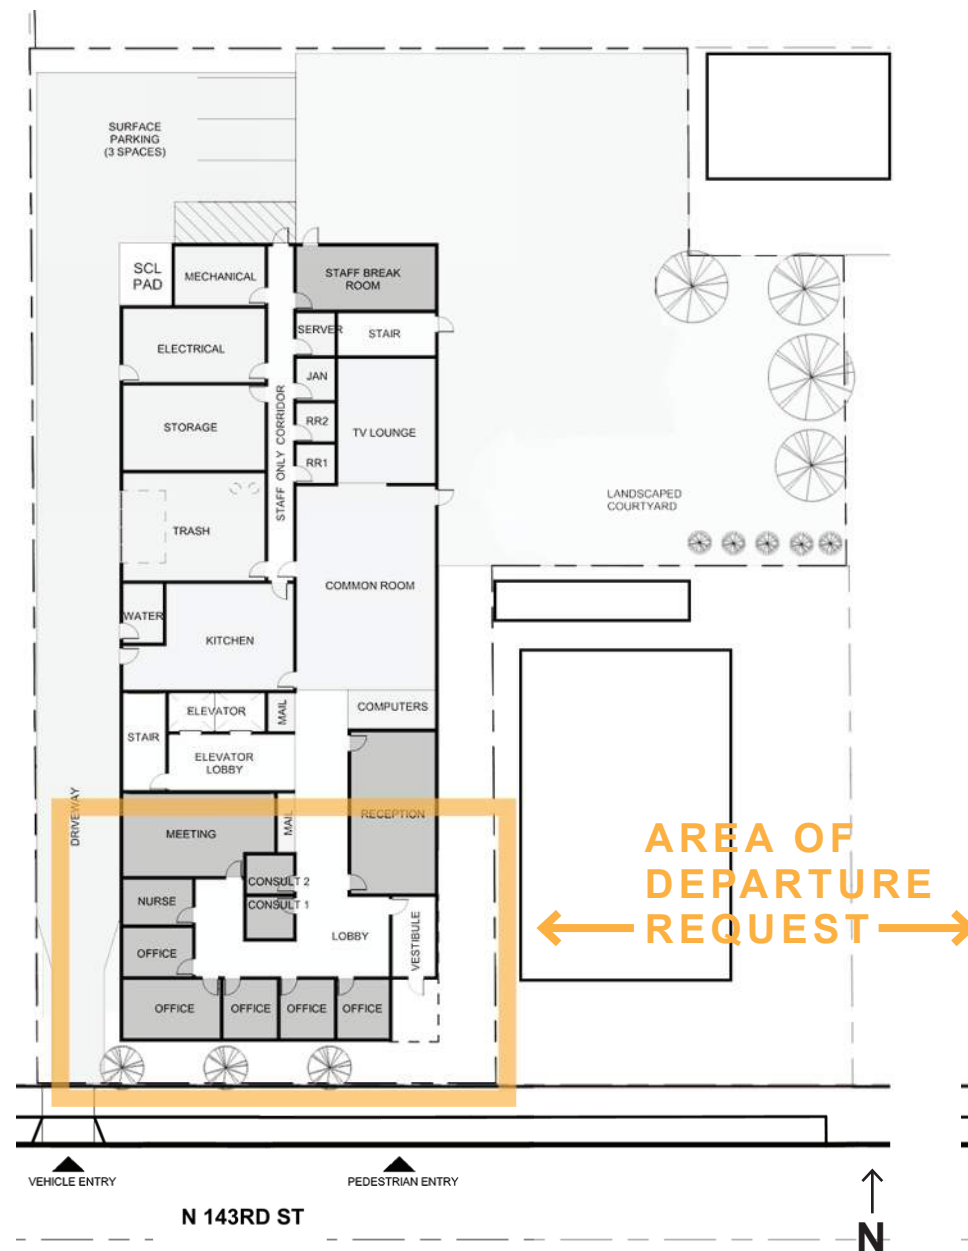 SURFACE
PARKING
(3 SPACES)
SCL
PAD
MECHANICAL
STAFF BREAK
ROOM
SERVER
STAIR
ELECTRICAL
JAN
STORAGE
RR2
TV LOUNGE
RR1
STAFF ONLY CORRIDOR
LANDSCAPED
COURTYARD
TRASH
COMMON ROOM
WATER
KITCHEN
ELEVATOR
MAIL
COMPUTERS
STAIR
ELEVATOR
LOBBY
DRIVEWAY
RECEPTION
MEETING
MAIL
AREA OF
DEPARTURE
REQUEST
CONSULT 2
NURSE
CONSULT 1
LOBBY
VESTIBULE
OFFICE
OFFICE
OFFICE
OFFICE
OFFICE
VEHICLE ENTRY
PEDESTRIAN ENTRY
N 143RD ST
N